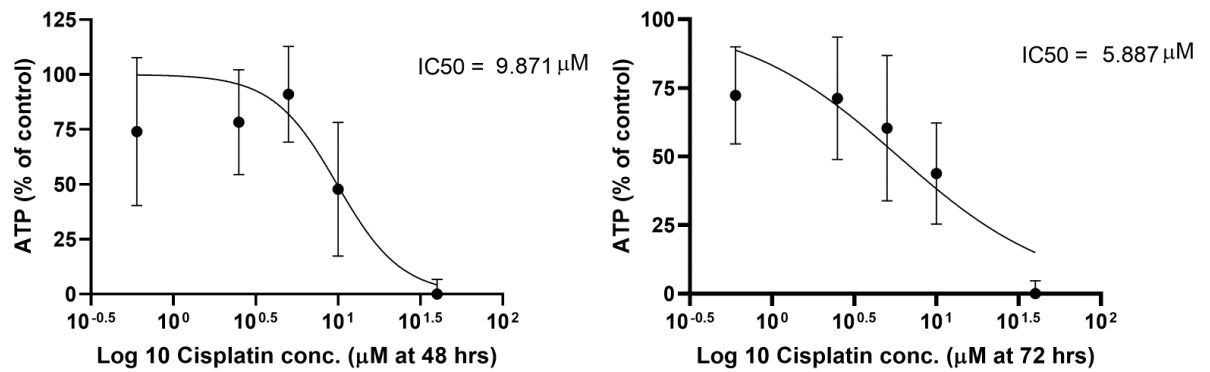 125
100
75
50
25
0
ATP (% of control)
IC50 = 9.871 μM
10^-0.5 10^0 10^0.5 10^1 10^1.5 10^2
Log 10 Cisplatin conc. (μM at 48 hrs)
100
75
50
25
0
ATP (% of control)
IC50 = 5.887 μM
10^-0.5 10^0 10^0.5 10^1 10^1.5 10^2
Log 10 Cisplatin conc. (μM at 72 hrs)